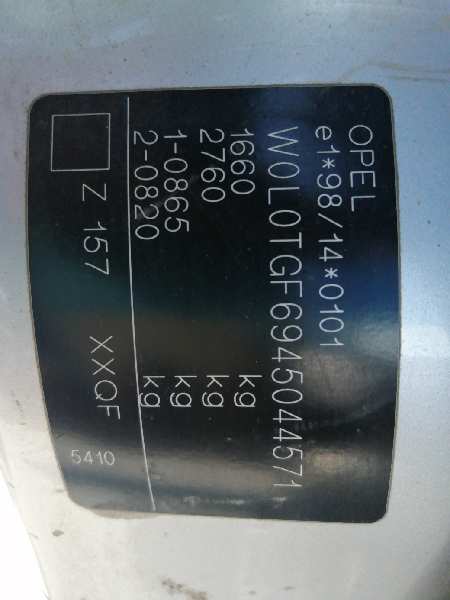 OPEL
e1*98/14*0101
W0L0TGF6945044571
1660 kg
2760 kg
1-0865 kg
2-0820 kg
Z 157 XXQF
5410